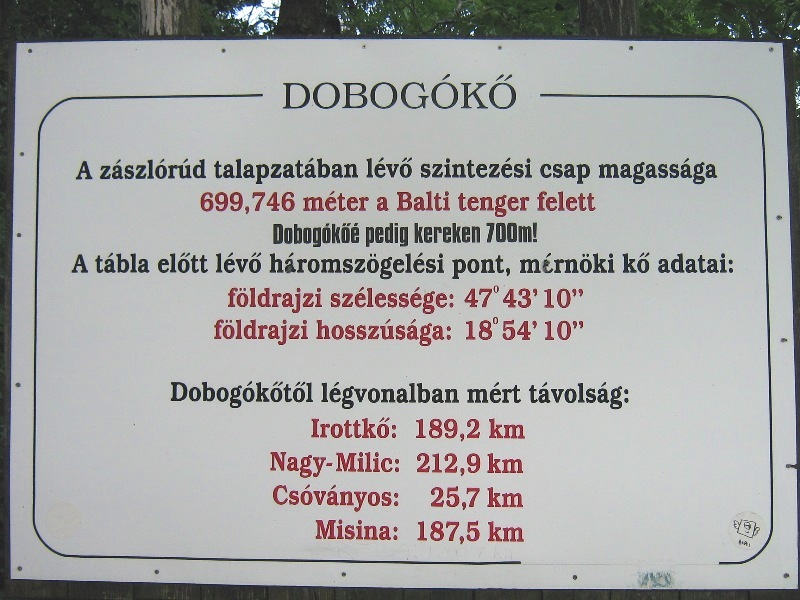 DOBOGÓKŐ
A zászlórúd talapzatában lévő szintezési csap magassága
699,746 méter a Balti tenger felett
Dobogókőé pedig kereken 700m!
A tábla előtt lévő háromszögelési pont, mérnöki kő adatai:
földrajzi szélessége: 47° 43’ 10”
földrajzi hosszúsága: 18° 54’ 10”
Dobogókőtől légvonalban mért távolság:
Irottkő: 189,2 km
Nagy-Milic: 212,9 km
Csóványos: 25,7 km
Misina: 187,5 km